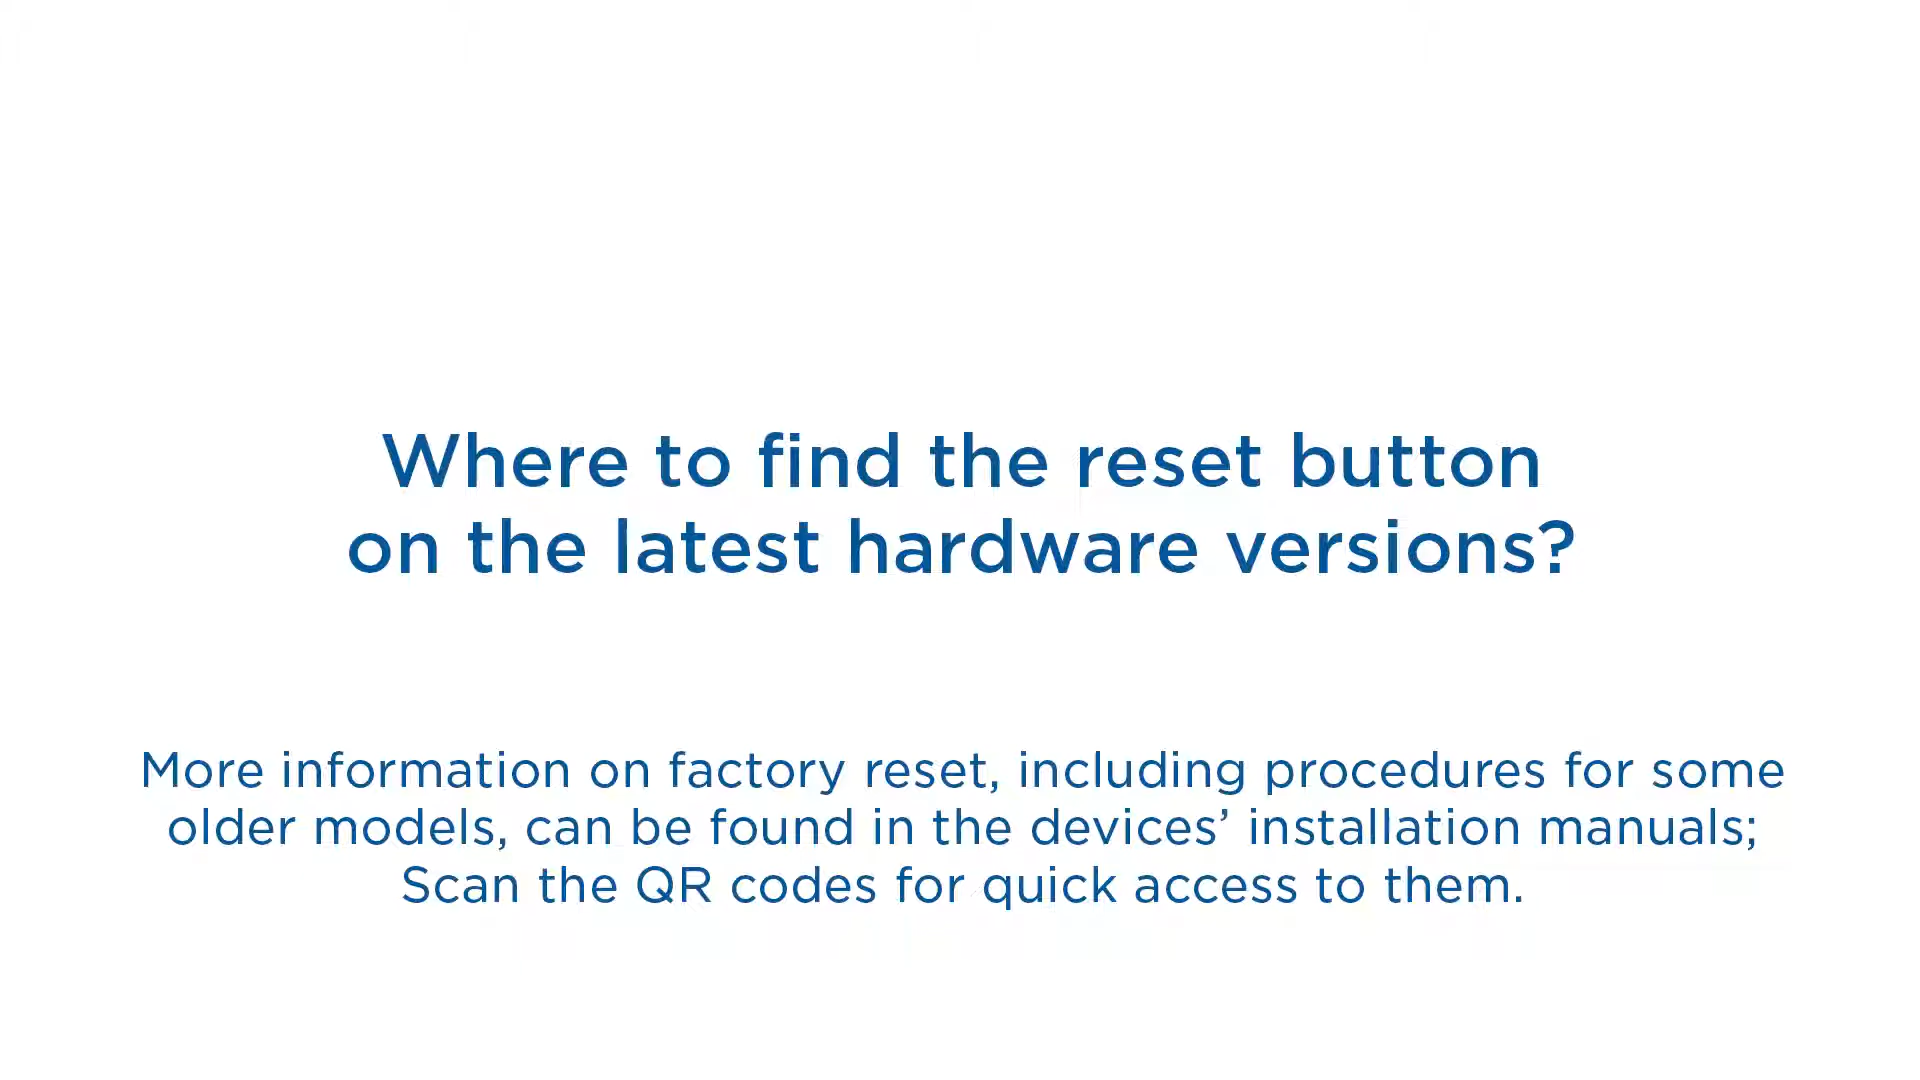 Where to find the reset button
on the latest hardware versions?
More information on factory reset, including procedures for some
older models, can be found in the devices’ installation manuals;
Scan the QR codes for quick access to them.